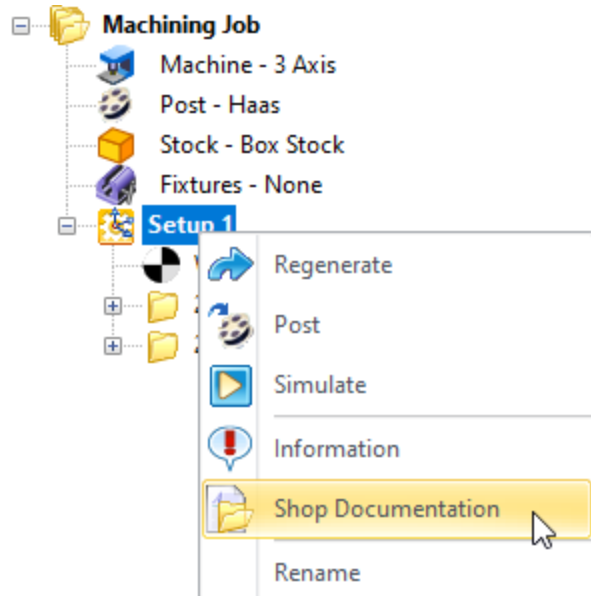 Machining Job
Machine - 3 Axis
Post - Haas
Stock - Box Stock
Fixtures - None
Setup 1
Regenerate
Post
Simulate
Information
Shop Documentation
Rename